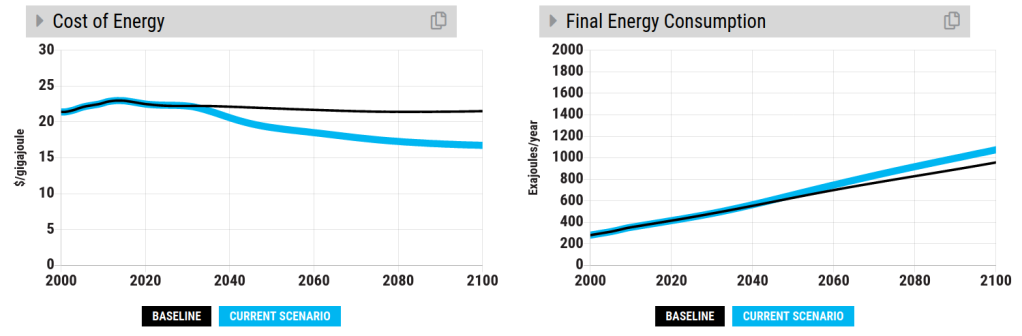 Cost of Energy
$/gigajoule
30
25
20
15
10
5
0
2000 2020 2040 2060 2080 2100
BASELINE CURRENT SCENARIO
Final Energy Consumption
Exajoules/year
2000
1800
1600
1400
1200
1000
800
600
400
200
0
2000 2020 2040 2060 2080 2100
BASELINE CURRENT SCENARIO